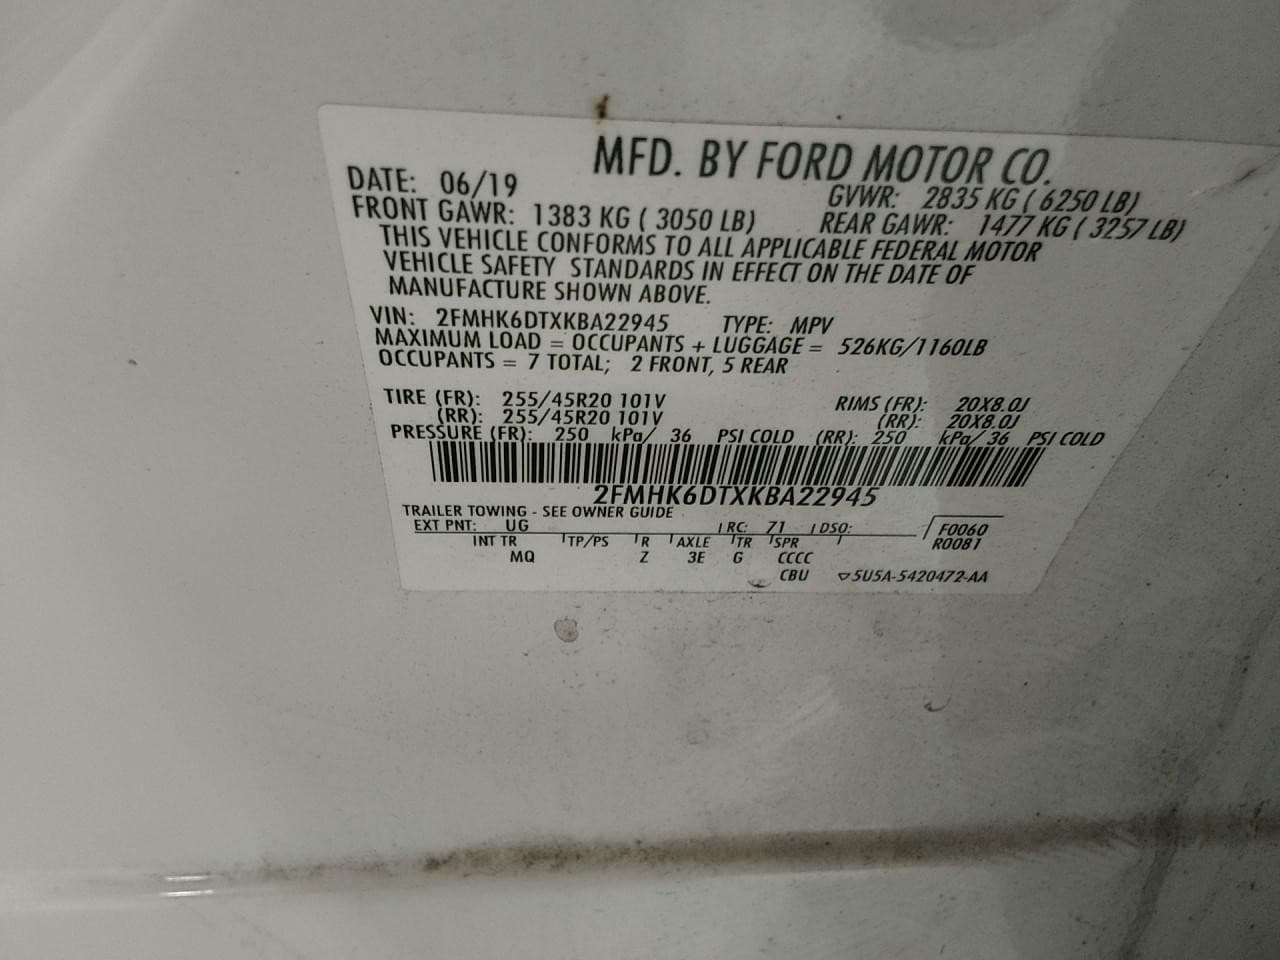 MFD. BY FORD MOTOR CO.
DATE: 06/19 GVWR: 2835 KG ( 6250 LB)
FRONT GAWR: 1383 KG ( 3050 LB) REAR GAWR: 1477 KG ( 3257 LB)
THIS VEHICLE CONFORMS TO ALL APPLICABLE FEDERAL MOTOR
VEHICLE SAFETY STANDARDS IN EFFECT ON THE DATE OF
MANUFACTURE SHOWN ABOVE.
VIN: 2FMHK6DTXKBA22945 TYPE: MPV
MAXIMUM LOAD = OCCUPANTS + LUGGAGE = 526KG/1160LB
OCCUPANTS = 7 TOTAL; 2 FRONT, 5 REAR
TIRE (FR): 255/45R20 101V RIMS (FR): 20X8.0J
(RR): 255/45R20 101V (RR): 20X8.0J
PRESSURE (FR): 250 kPa/ 36 PSI COLD (RR): 250 kPa/ 36 PSI COLD
2FMHK6DTXKBA22945
TRAILER TOWING - SEE OWNER GUIDE
EXT PNT: UG RC: 71 DSO: F0060
INT TR TP/PS R AXLE TR SPR R0081
MQ Z 3E G CCCC
CBU 5U5A-5420472-AA